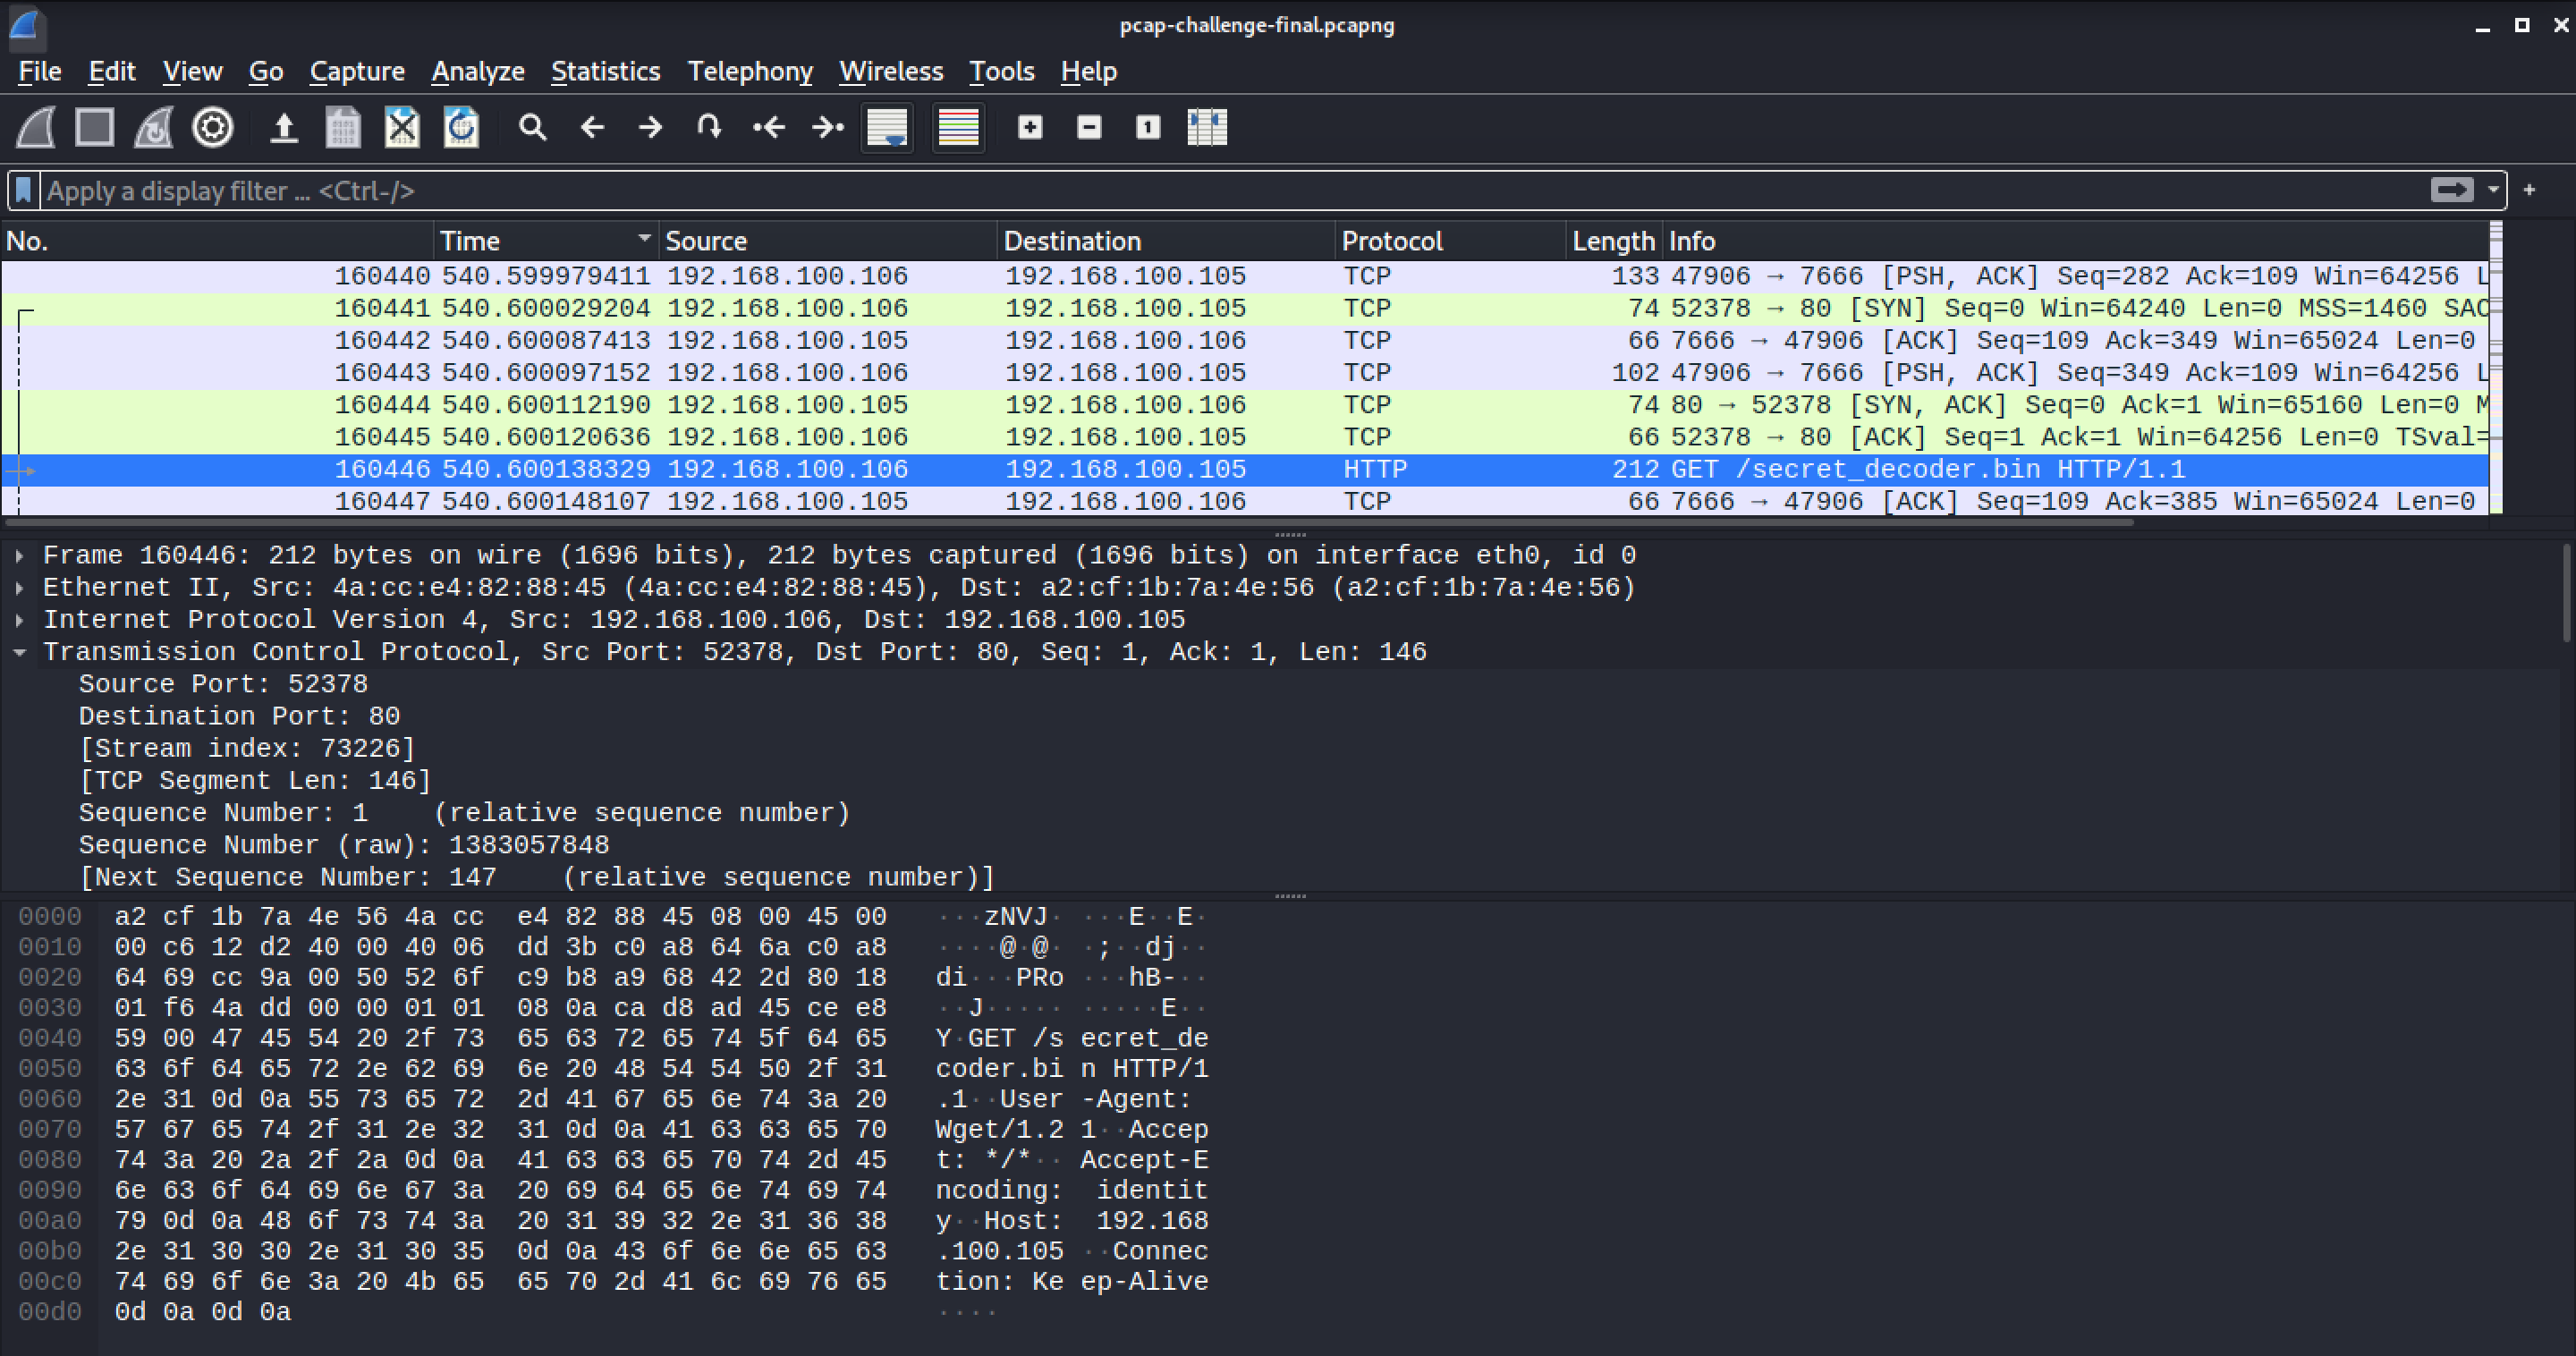 pcap-challenge-final.pcapng
File Edit View Go Capture Analyze Statistics Telephony Wireless Tools Help
Apply a display filter ... <Ctrl-/>
No. Time Source Destination Protocol Length Info
160440 540.599979411 192.168.100.106 192.168.100.105 TCP 133 47906 → 7666 [PSH, ACK] Seq=282 Ack=109 Win=64256 L
160441 540.600029204 192.168.100.106 192.168.100.105 TCP 74 52378 → 80 [SYN] Seq=0 Win=64240 Len=0 MSS=1460 SAC
160442 540.600087413 192.168.100.105 192.168.100.106 TCP 66 7666 → 47906 [ACK] Seq=109 Ack=349 Win=65024 Len=0
160443 540.600097152 192.168.100.106 192.168.100.105 TCP 102 47906 → 7666 [PSH, ACK] Seq=349 Ack=109 Win=64256 L
160444 540.600112190 192.168.100.105 192.168.100.106 TCP 74 80 → 52378 [SYN, ACK] Seq=0 Ack=1 Win=65160 Len=0 M
160445 540.600120636 192.168.100.106 192.168.100.105 TCP 66 52378 → 80 [ACK] Seq=1 Ack=1 Win=64256 Len=0 TSval=
160446 540.600138329 192.168.100.106 192.168.100.105 HTTP 212 GET /secret_decoder.bin HTTP/1.1
160447 540.600148107 192.168.100.105 192.168.100.106 TCP 66 7666 → 47906 [ACK] Seq=109 Ack=385 Win=65024 Len=0
Frame 160446: 212 bytes on wire (1696 bits), 212 bytes captured (1696 bits) on interface eth0, id 0
Ethernet II, Src: 4a:cc:e4:82:88:45 (4a:cc:e4:82:88:45), Dst: a2:cf:1b:7a:4e:56 (a2:cf:1b:7a:4e:56)
Internet Protocol Version 4, Src: 192.168.100.106, Dst: 192.168.100.105
Transmission Control Protocol, Src Port: 52378, Dst Port: 80, Seq: 1, Ack: 1, Len: 146
Source Port: 52378
Destination Port: 80
[Stream index: 73226]
[TCP Segment Len: 146]
Sequence Number: 1    (relative sequence number)
Sequence Number (raw): 1383057848
[Next Sequence Number: 147    (relative sequence number)]
0000 a2 cf 1b 7a 4e 56 4a cc e4 82 88 45 08 00 45 00 ···zNVJ· ···E··E·
0010 00 c6 12 d2 40 00 40 06 dd 3b c0 a8 64 6a c0 a8 ····@·@· ·;··dj··
0020 64 69 cc 9a 00 50 52 6f c9 b8 a9 68 42 2d 80 18 di···PRo ···hB-··
0030 01 f6 4a dd 00 00 01 01 08 0a ca d8 ad 45 ce e8 ··J····· ·····E··
0040 59 00 47 45 54 20 2f 73 65 63 72 65 74 5f 64 65 Y·GET /s ecret_de
0050 63 6f 64 65 72 2e 62 69 6e 20 48 54 54 50 2f 31 coder.bi n HTTP/1
0060 2e 31 0d 0a 55 73 65 72 2d 41 67 65 6e 74 3a 20 .1··User -Agent:
0070 57 67 65 74 2f 31 2e 32 31 0d 0a 41 63 63 65 70 Wget/1.2 1··Accep
0080 74 3a 20 2a 2f 2a 0d 0a 41 63 63 65 70 74 2d 45 t: */*·· Accept-E
0090 6e 63 6f 64 69 6e 67 3a 20 69 64 65 6e 74 69 74 ncoding:  identit
00a0 79 0d 0a 48 6f 73 74 3a 20 31 39 32 2e 31 36 38 y··Host:  192.168
00b0 2e 31 30 30 2e 31 30 35 0d 0a 43 6f 6e 6e 65 63 .100.105 ··Connec
00c0 74 69 6f 6e 3a 20 4b 65 65 70 2d 41 6c 69 76 65 tion: Ke ep-Alive
00d0 0d 0a 0d 0a ····